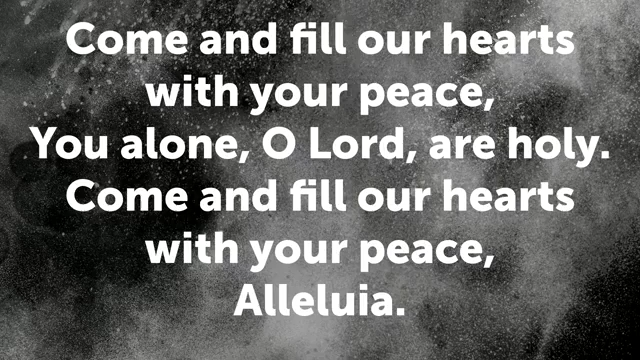 Come and fill our hearts
with your peace,
You alone, O Lord, are holy.
Come and fill our hearts
with your peace,
Alleluia.